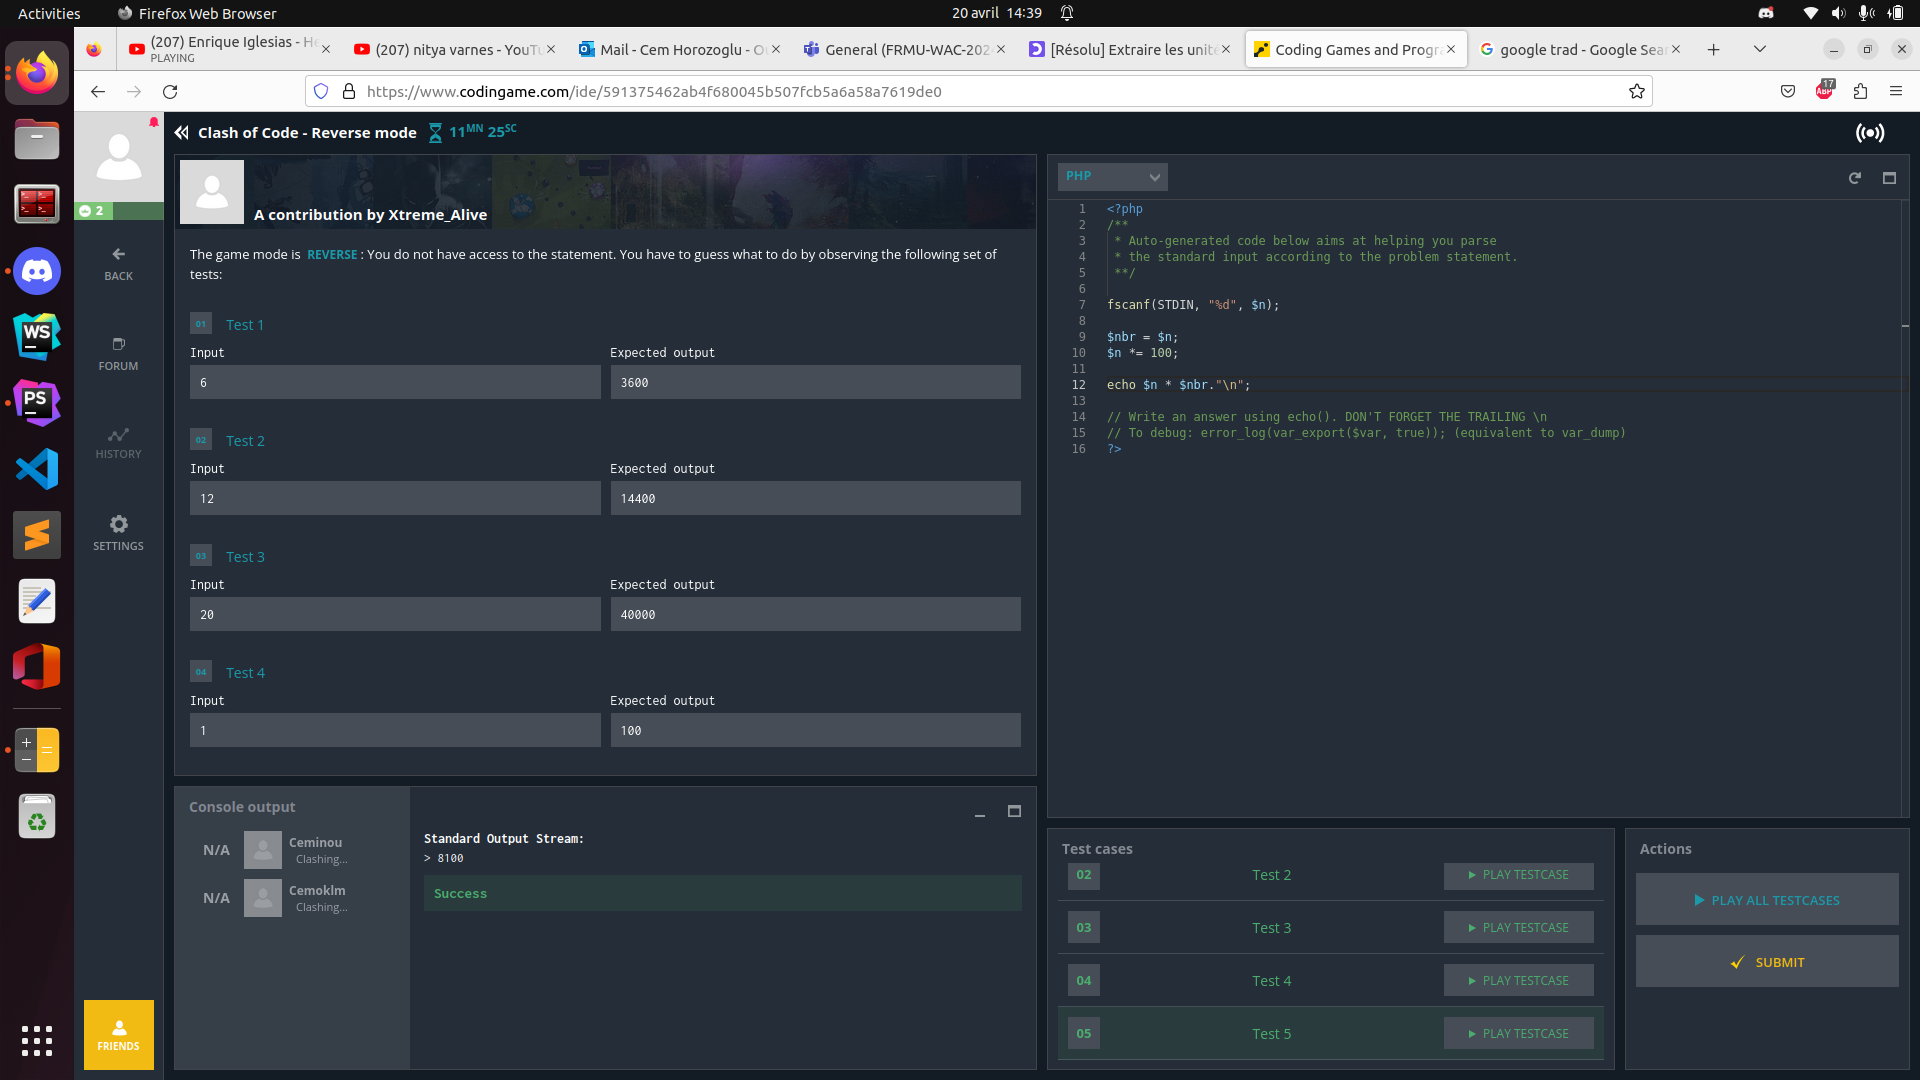 Activities
Firefox Web Browser
20 avril 14:39
(207) Enrique Iglesias - He
PLAYING
(207) nitya varnes - YouTu
Mail - Cem Horozoglu - Ou
General (FRMU-WAC-202
[Résolu] Extraire les unité
Coding Games and Progra
google trad - Google Sear
https://www.codingame.com/ide/591375462ab4f680045b507fcb5a6a58a7619de0
17
ABP
2
BACK
FORUM
HISTORY
SETTINGS
FRIENDS
Clash of Code - Reverse mode
11MN 25SC
A contribution by Xtreme_Alive
The game mode is REVERSE : You do not have access to the statement. You have to guess what to do by observing the following set of
tests:
01 Test 1
Input Expected output
6 3600
02 Test 2
Input Expected output
12 14400
03 Test 3
Input Expected output
20 40000
04 Test 4
Input Expected output
1 100
Console output
N/A Ceminou
Clashing...
N/A Cemoklm
Clashing...
Standard Output Stream:
> 8100
Success
PHP
1 <?php
2 /**
3 * Auto-generated code below aims at helping you parse
4 * the standard input according to the problem statement.
5 **/
6
7 fscanf(STDIN, "%d", $n);
8
9 $nbr = $n;
10 $n *= 100;
11
12 echo $n * $nbr."\n";
13
14 // Write an answer using echo(). DON'T FORGET THE TRAILING \n
15 // To debug: error_log(var_export($var, true)); (equivalent to var_dump)
16 ?>
Test cases
02 Test 2 PLAY TESTCASE
03 Test 3 PLAY TESTCASE
04 Test 4 PLAY TESTCASE
05 Test 5 PLAY TESTCASE
Actions
PLAY ALL TESTCASES
SUBMIT
WS
PS